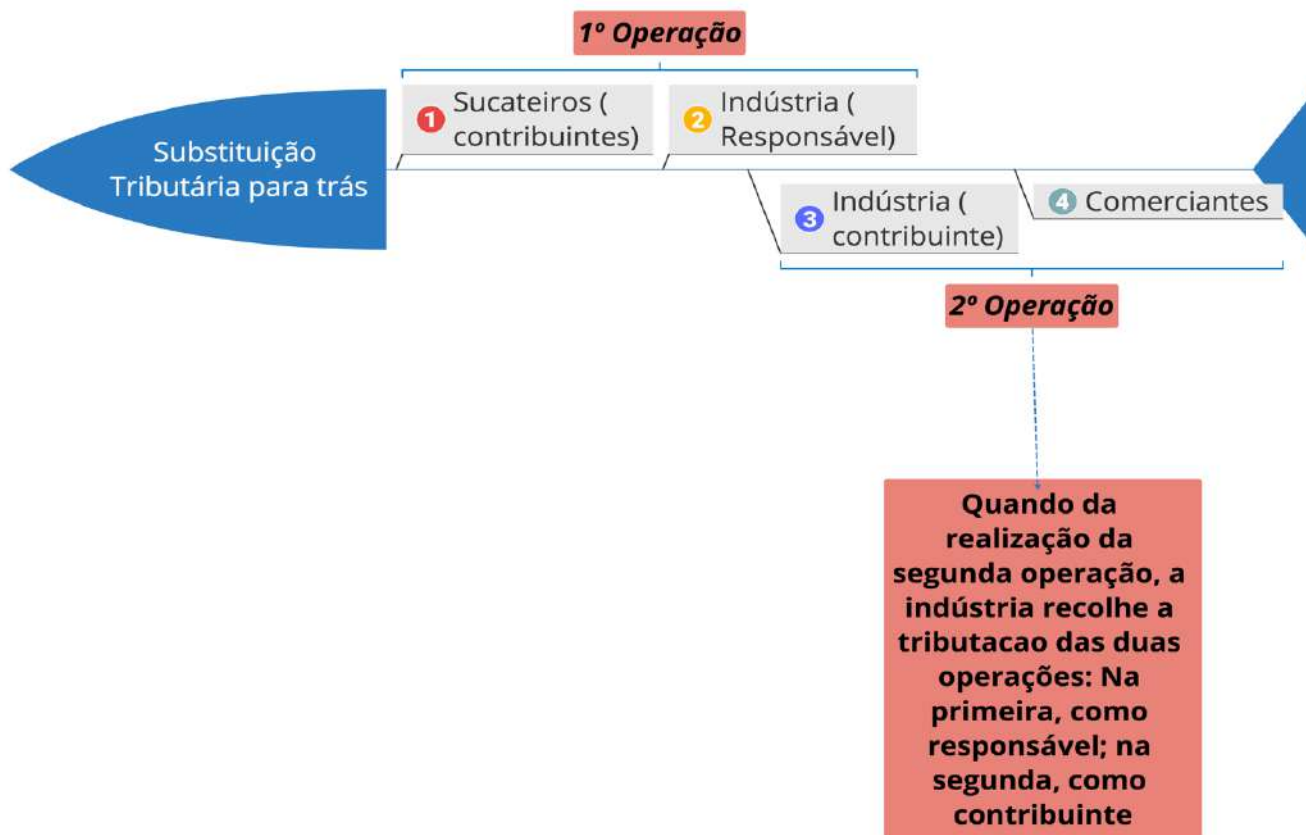 1º Operação
Substituição
Tributária para trás
1 Sucateiros (
contribuintes)
2 Indústria (
Responsável)
3 Indústria (
contribuinte)
4 Comerciantes
2º Operação
Quando da
realização da
segunda operação, a
indústria recolhe a
tributacao das duas
operações: Na
primeira, como
responsável; na
segunda, como
contribuinte